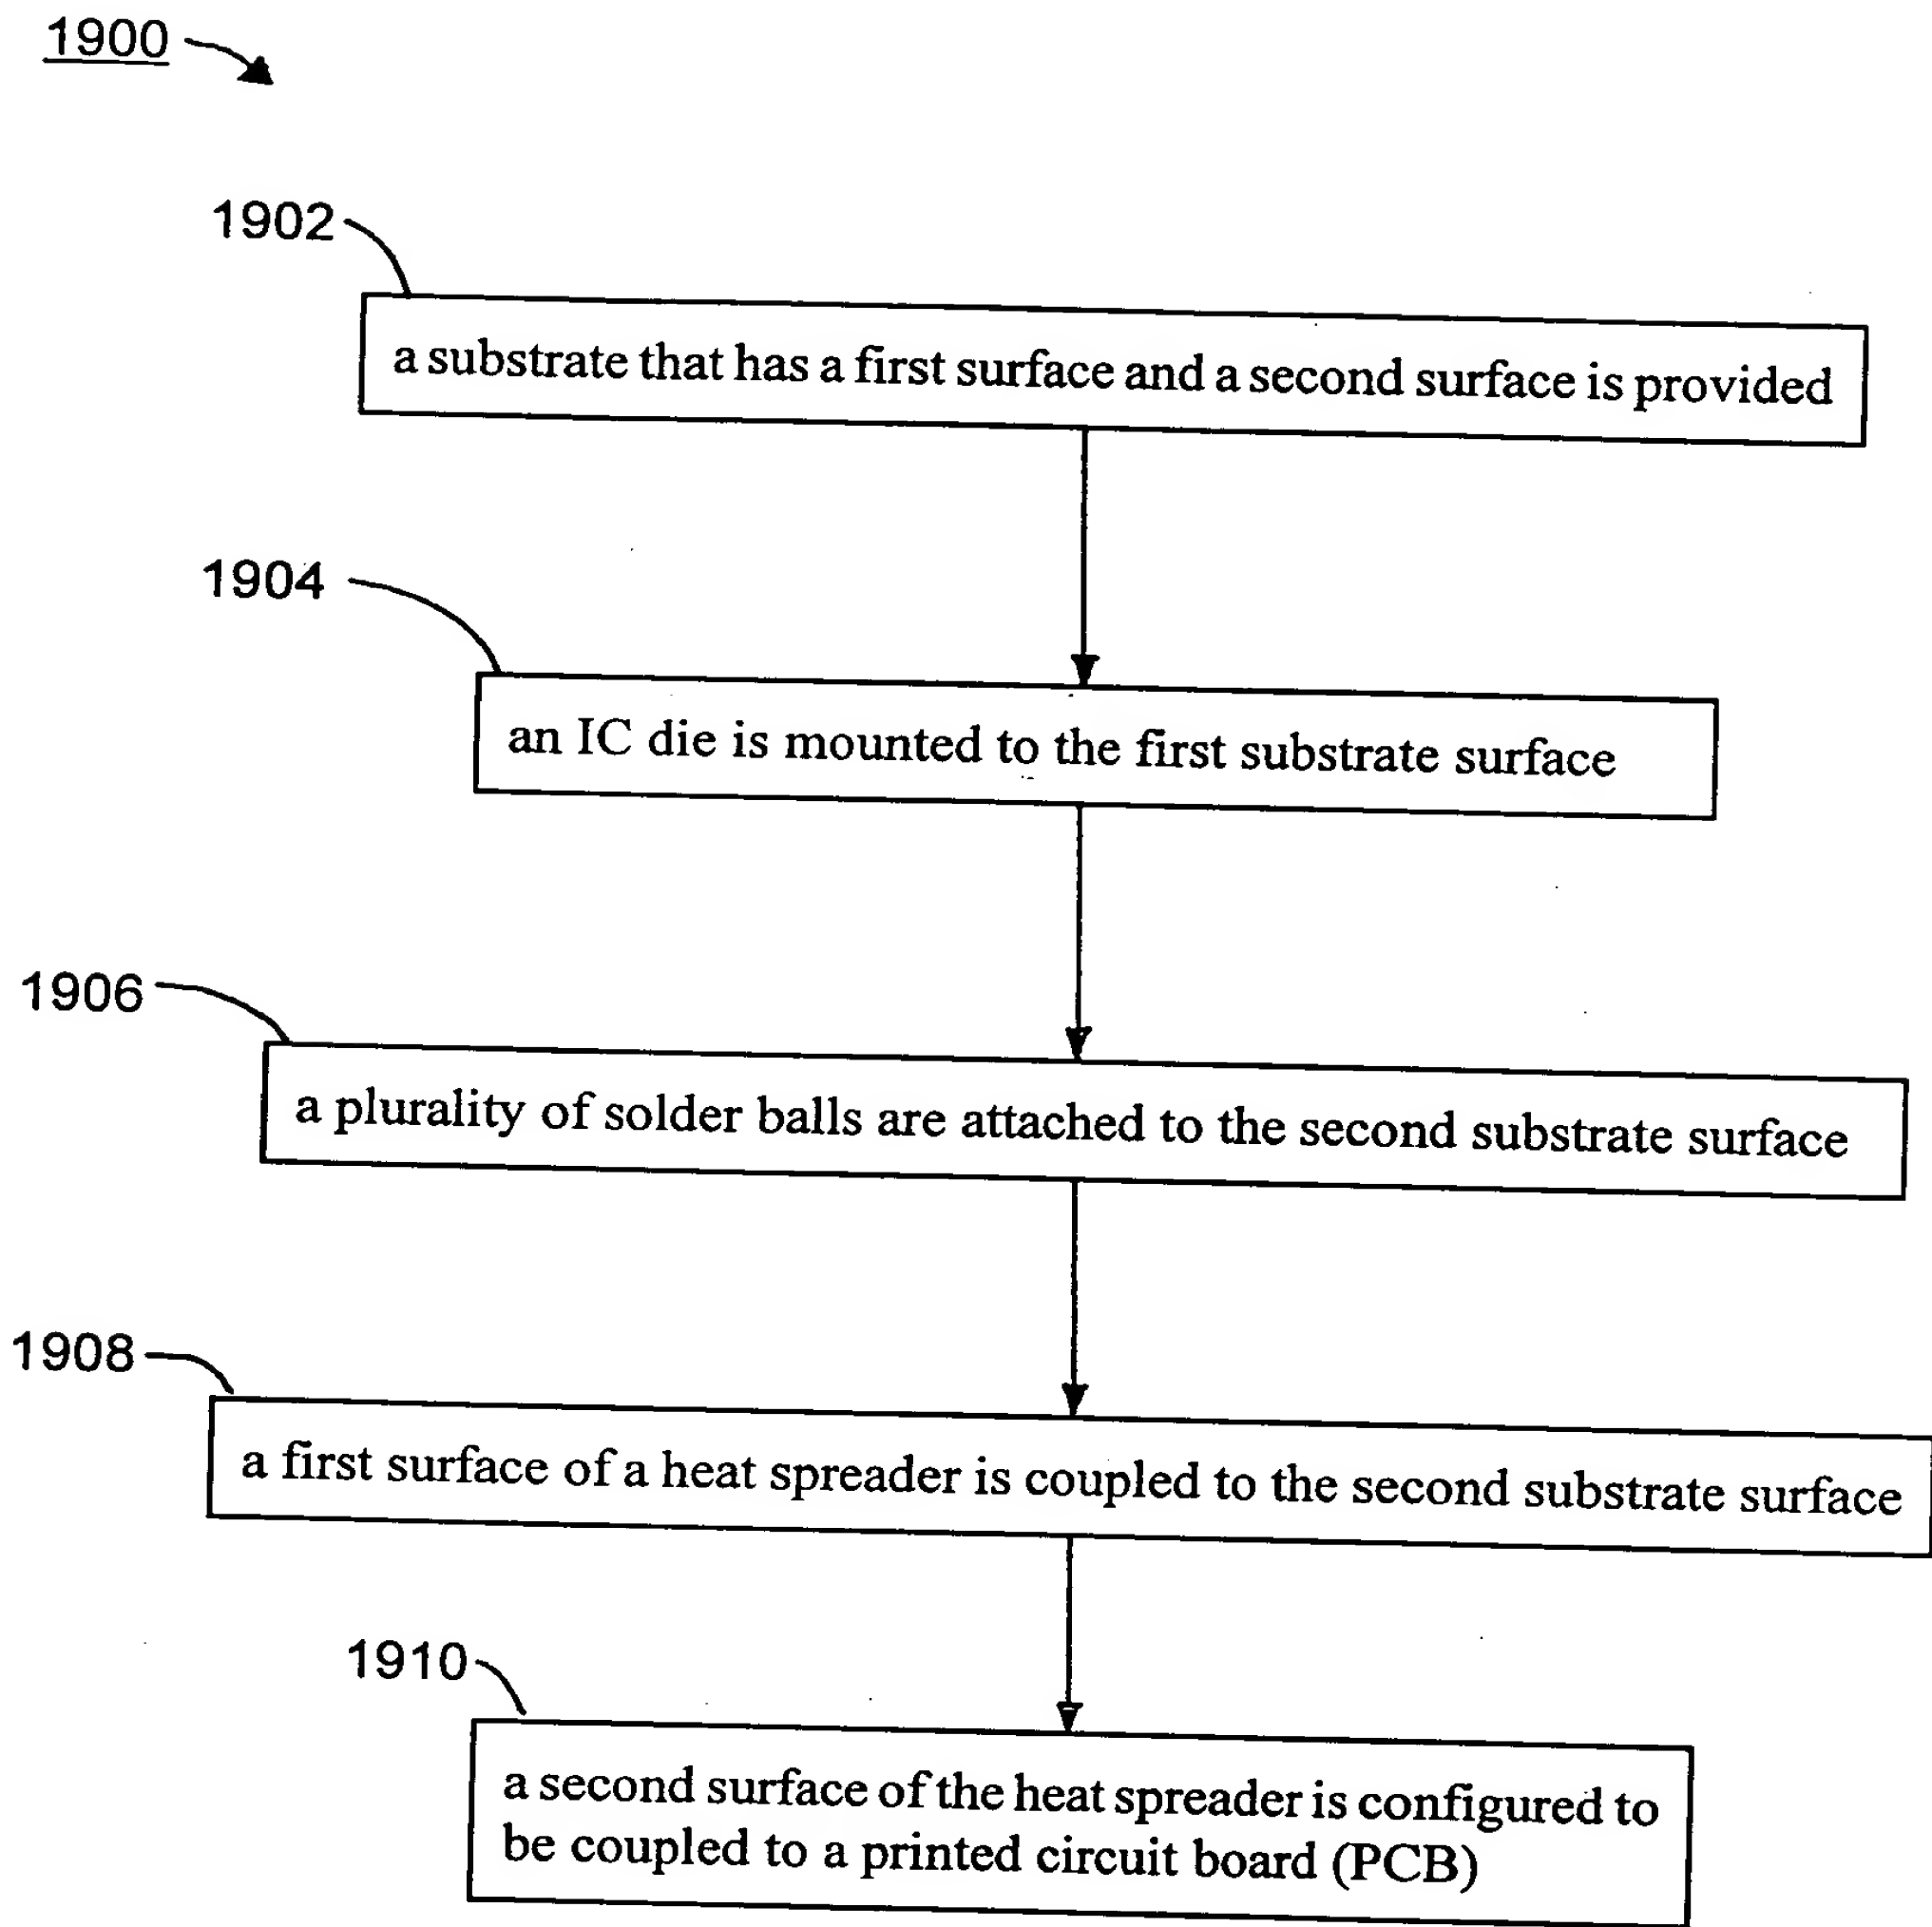 1900
1902
a substrate that has a first surface and a second surface is provided
1904
an IC die is mounted to the first substrate surface
1906
a plurality of solder balls are attached to the second substrate surface
1908
a first surface of a heat spreader is coupled to the second substrate surface
1910
a second surface of the heat spreader is configured to
be coupled to a printed circuit board (PCB)